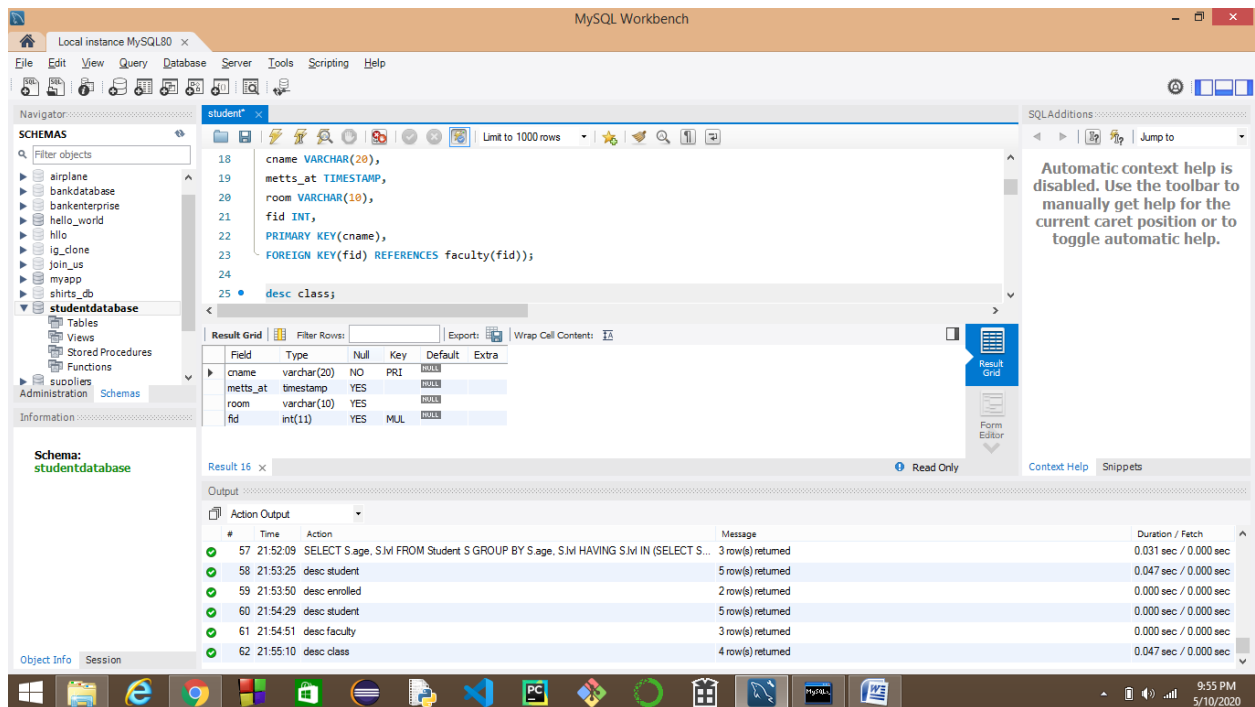 MySQL Workbench
Local instance MySQL80
File Edit View Query Database Server Tools Scripting Help
Navigator
SCHEMAS
Filter objects
airplane
bankdatabase
bankenterprise
hello_world
hllo
ig_clone
join_us
myapp
shirts_db
studentdatabase
Tables
Views
Stored Procedures
Functions
suppliers
Administration Schemas
Information
Schema:
studentdatabase
Object Info Session
student*
Limit to 1000 rows
18 cname VARCHAR(20),
19 metts_at TIMESTAMP,
20 room VARCHAR(10),
21 fid INT,
22 PRIMARY KEY(cname),
23 FOREIGN KEY(fid) REFERENCES faculty(fid));
24
25 desc class;
Result Grid Filter Rows: Export: Wrap Cell Content:
Field Type Null Key Default Extra
cname varchar(20) NO PRI NULL
metts_at timestamp YES NULL
room varchar(10) YES NULL
fid int(11) YES MUL NULL
Result Grid
Form Editor
Result 16
Read Only
SQLAdditions
Jump to
Automatic context help is
disabled. Use the toolbar to
manually get help for the
current caret position or to
toggle automatic help.
Context Help Snippets
Output
Action Output
# Time Action Message Duration / Fetch
57 21:52:09 SELECT S.age, S.lvl FROM Student S GROUP BY S.age, S.lvl HAVING S.lvl IN (SELECT S... 3 row(s) returned 0.031 sec / 0.000 sec
58 21:53:25 desc student 5 row(s) returned 0.047 sec / 0.000 sec
59 21:53:50 desc enrolled 2 row(s) returned 0.000 sec / 0.000 sec
60 21:54:29 desc student 5 row(s) returned 0.000 sec / 0.000 sec
61 21:54:51 desc faculty 3 row(s) returned 0.000 sec / 0.000 sec
62 21:55:10 desc class 4 row(s) returned 0.047 sec / 0.000 sec
PC
9:55 PM
5/10/2020